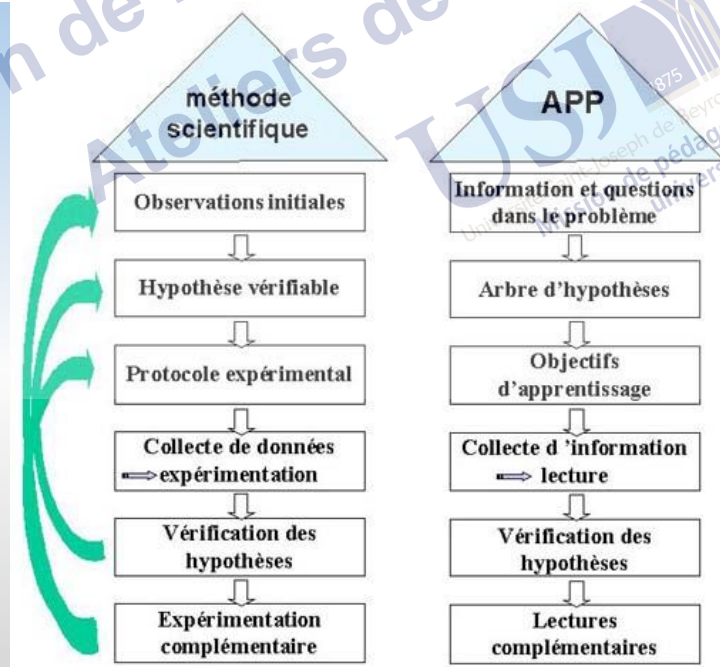 n de
Ateliers de
méthode
scientifique
Observations initiales
Hypothèse vérifiable
Protocole expérimental
Collecte de données
expérimentation
Vérification des
hypothèses
Expérimentation
complémentaire
APP
USJ
1875
Information et questions
dans le problème
Arbre d'hypothèses
Objectifs
d'apprentissage
Collecte d 'information
lecture
Vérification des
hypothèses
Lectures
complémentaires